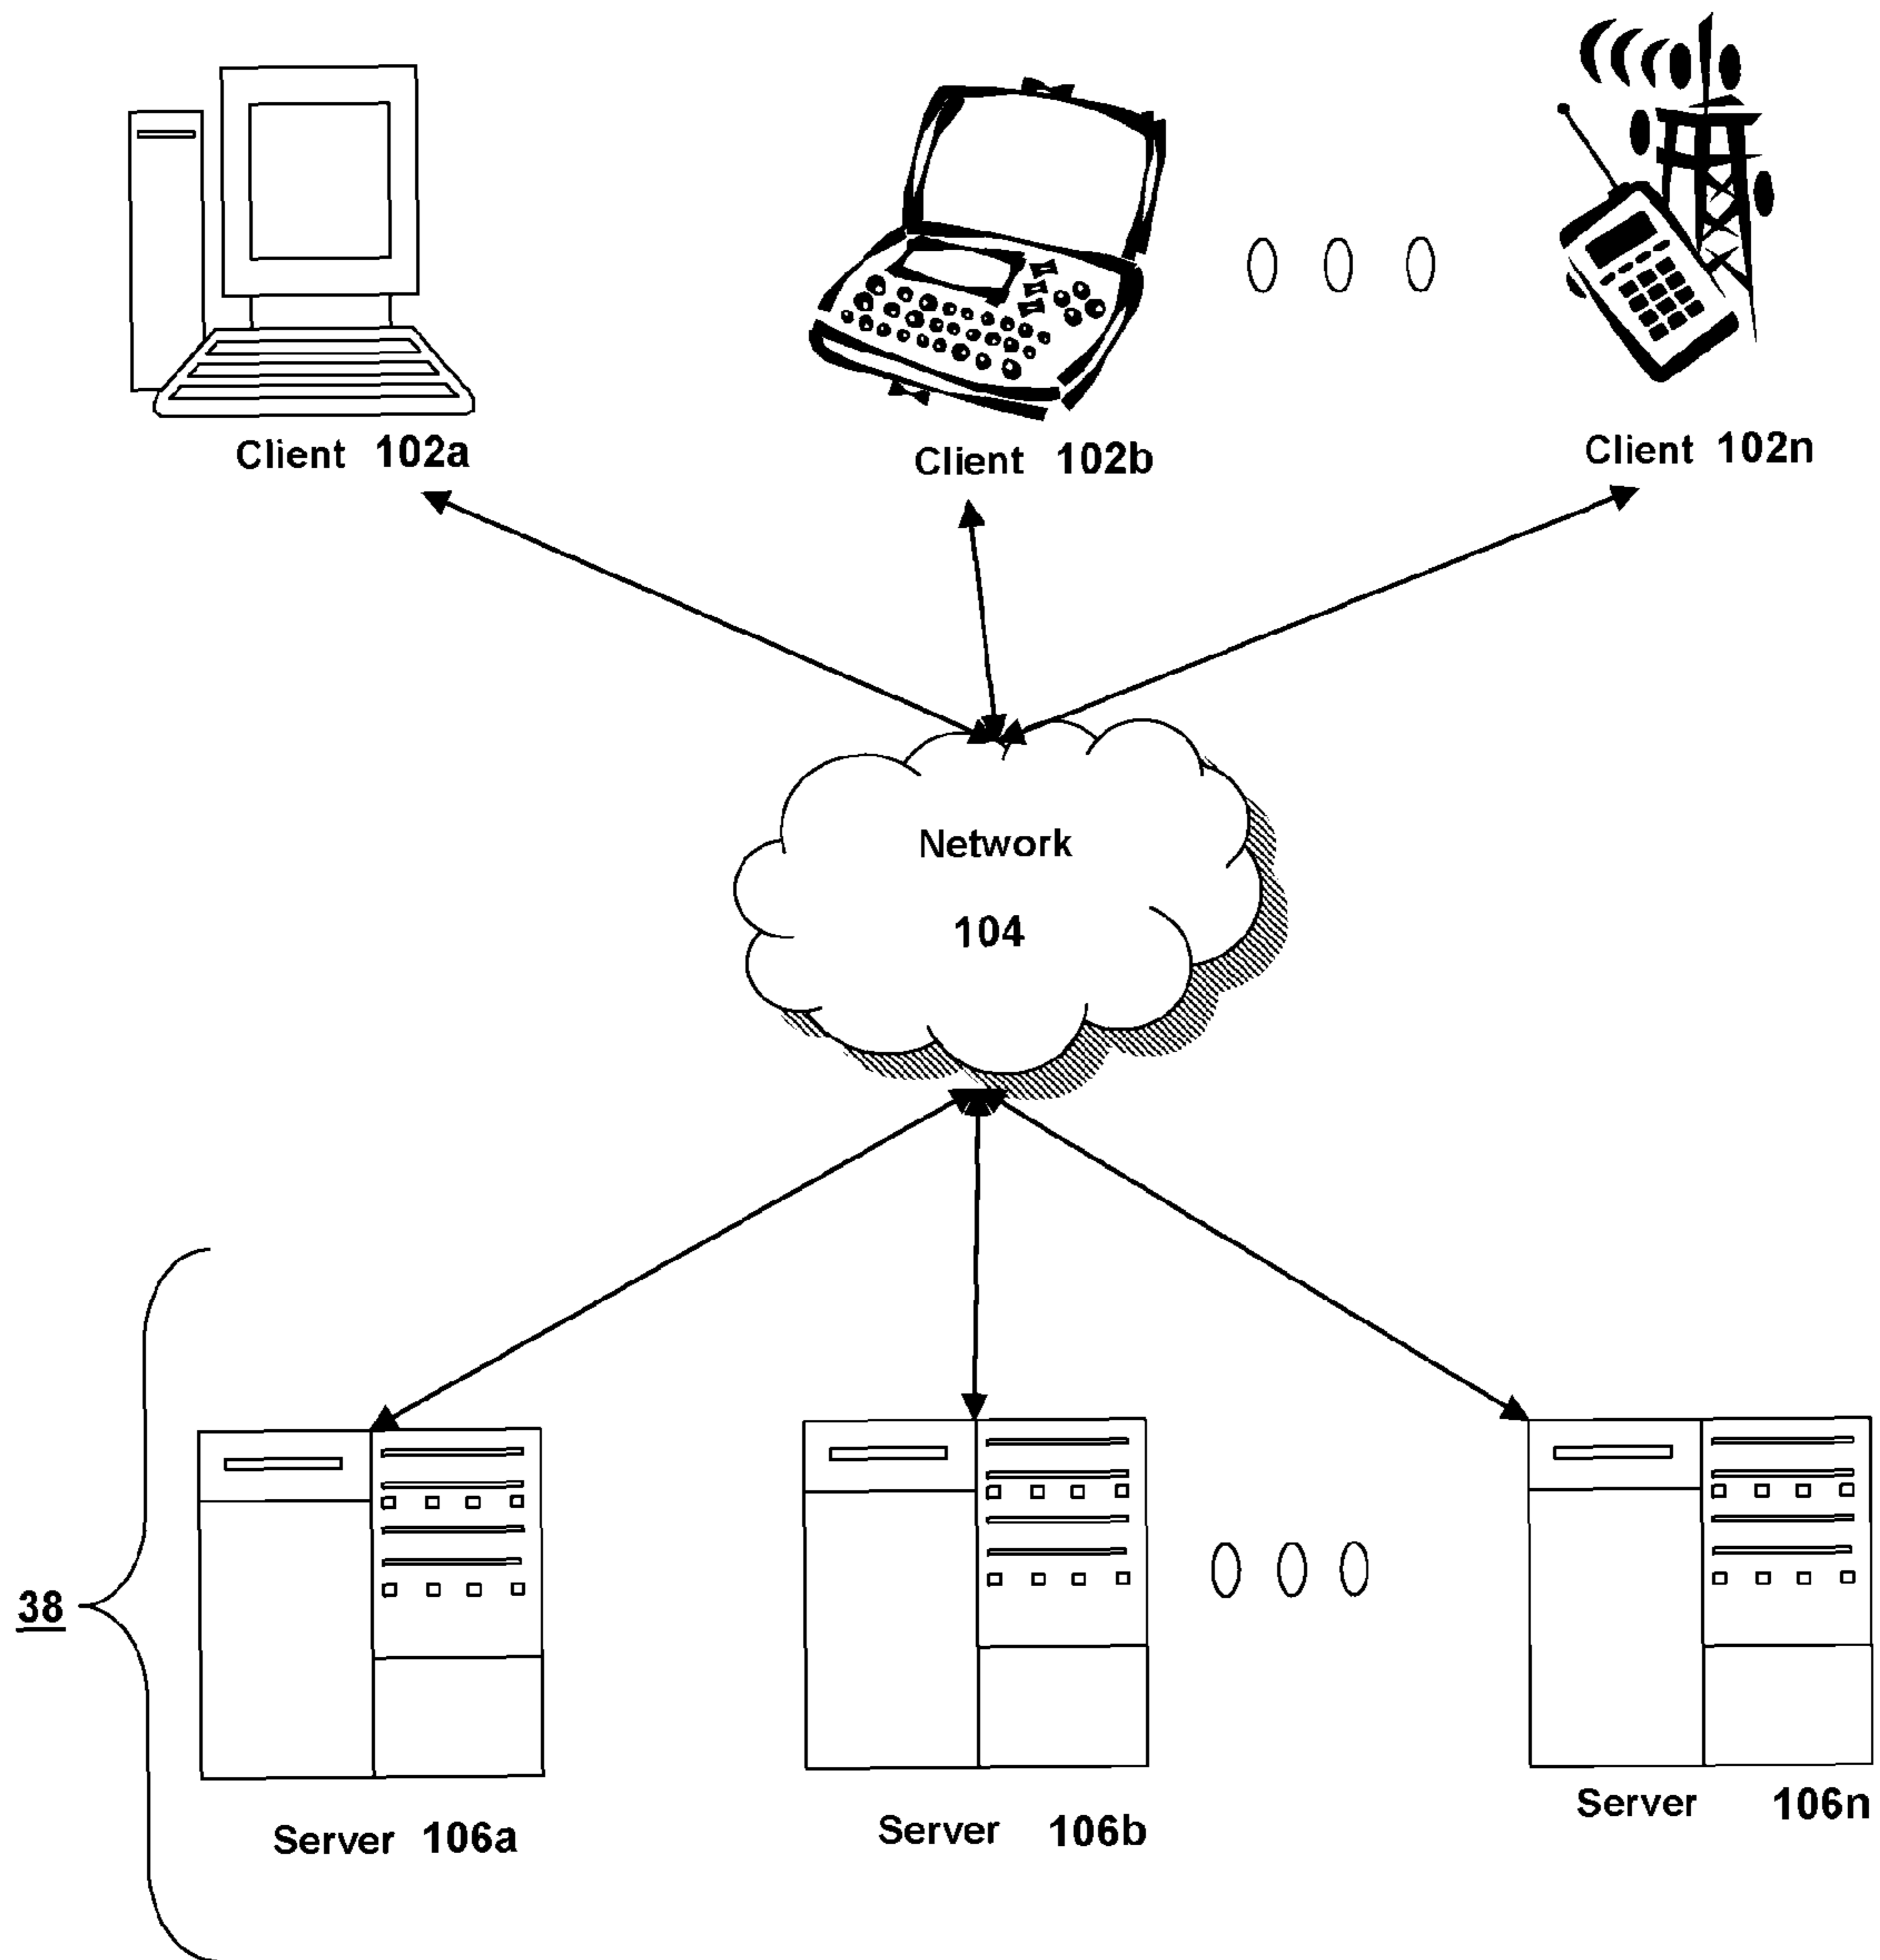 Client 102a
Client 102b
Client 102n
Network
104
38
Server 106a
Server 106b
Server 106n